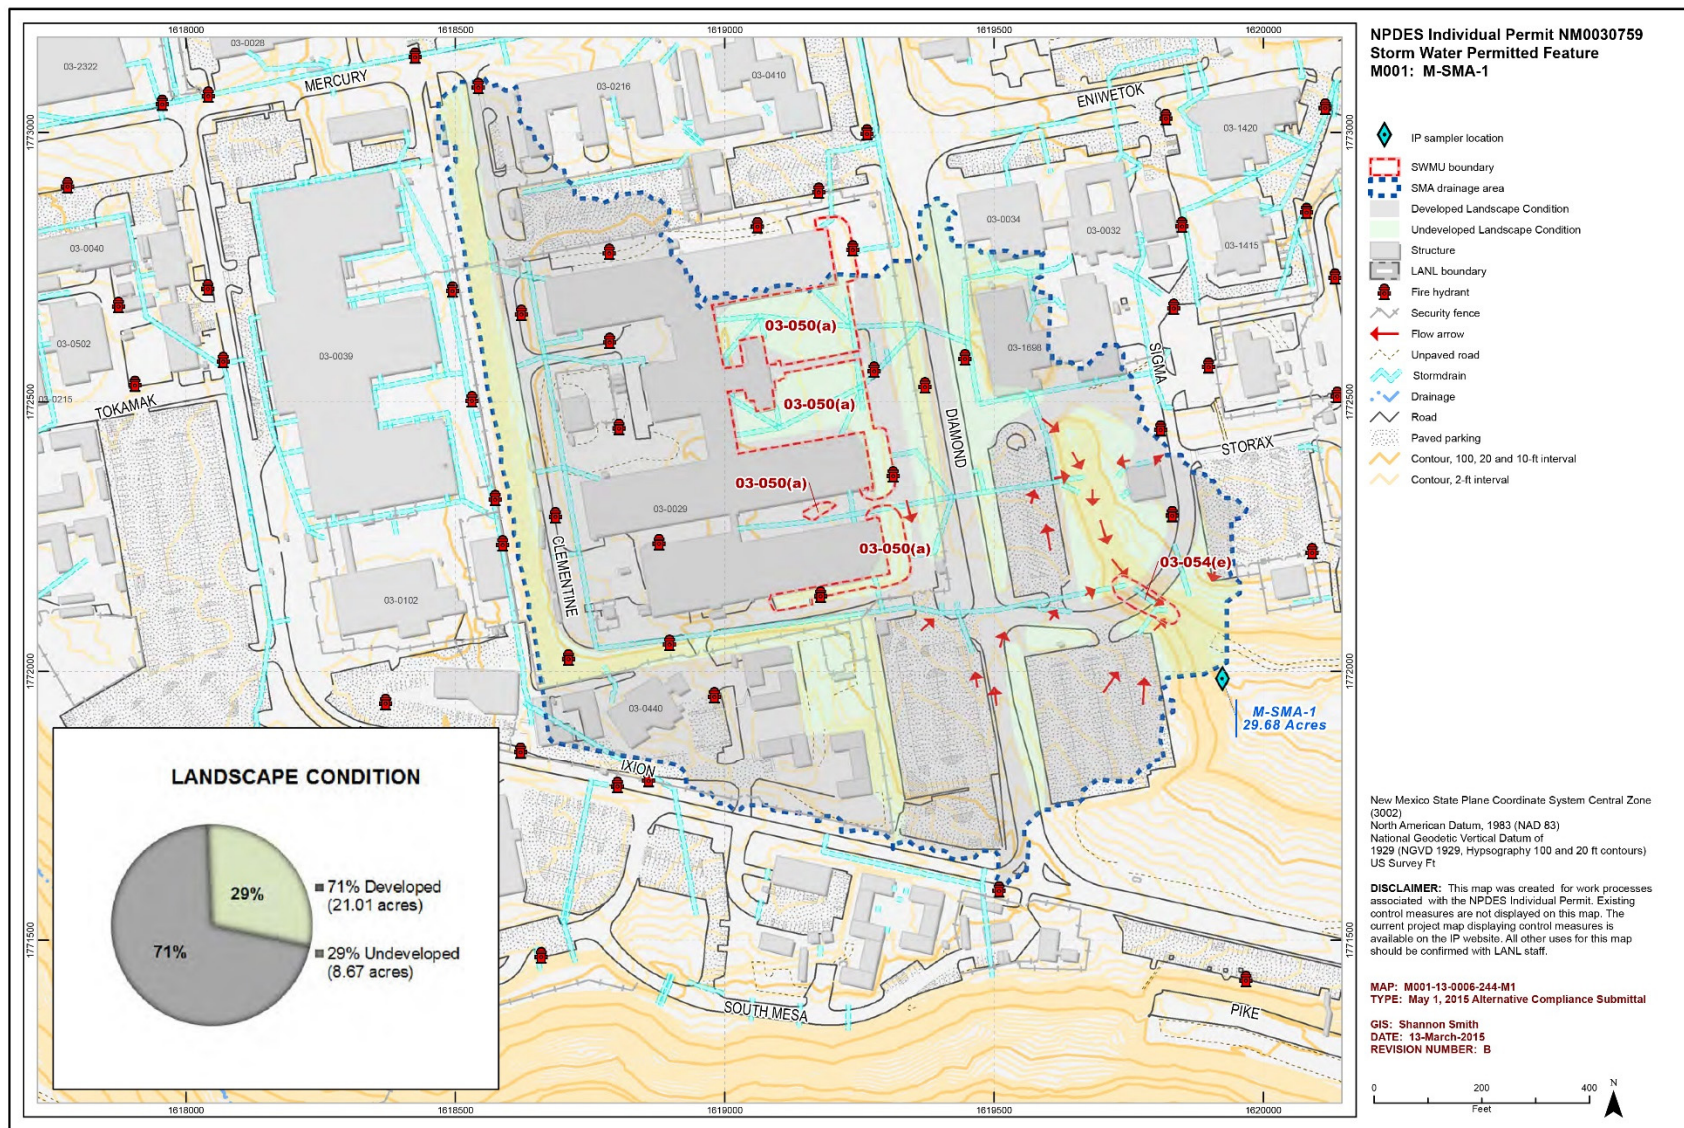 NPDES Individual Permit NM0030759
Storm Water Permitted Feature
M001: M-SMA-1
IP sampler location
SWMU boundary
SMA drainage area
Developed Landscape Condition
Undeveloped Landscape Condition
Structure
LANL boundary
Fire hydrant
Security fence
Flow arrow
Unpaved road
Stormdrain
Drainage
Road
Paved parking
Contour, 100, 20 and 10-ft interval
Contour, 2-ft interval
New Mexico State Plane Coordinate System Central Zone
(3002)
North American Datum, 1983 (NAD 83)
National Geodetic Vertical Datum of
1929 (NGVD 1929, Hypsography 100 and 20 ft contours)
US Survey Ft
DISCLAIMER: This map was created for work processes
associated with the NPDES Individual Permit. Existing
control measures are not displayed on this map. The
current project map displaying control measures is
available on the IP website. All other uses for this map
should be confirmed with LANL staff.
MAP: M001-13-0006-244-M1
TYPE: May 1, 2015 Alternative Compliance Submittal
GIS: Shannon Smith
DATE: 13-March-2015
REVISION NUMBER: B
0 200 400
Feet
N
1618000 1618500 1619000 1619500 1620000
1773000 1773000
1772500 1772500
1772000 1772000
1771500 1771500
1618000 1618500 1619000 1619500 1620000
03-2322
03-0028
MERCURY
03-0216
03-0410
ENIWETOK
03-1420
03-0040
03-0034
03-0032
03-1415
03-0502
03-0039
03-0215
TOKAMAK
03-050(a)
03-050(a)
03-050(a)
03-050(a)
03-1698
SIGMA
DIAMOND
STORAX
03-0029
CLEMENTINE
03-054(e)
03-0102
03-0440
IXION
M-SMA-1
29.68 Acres
SOUTH MESA
PIKE
LANDSCAPE CONDITION
29%
71%
71% Developed
(21.01 acres)
29% Undeveloped
(8.67 acres)